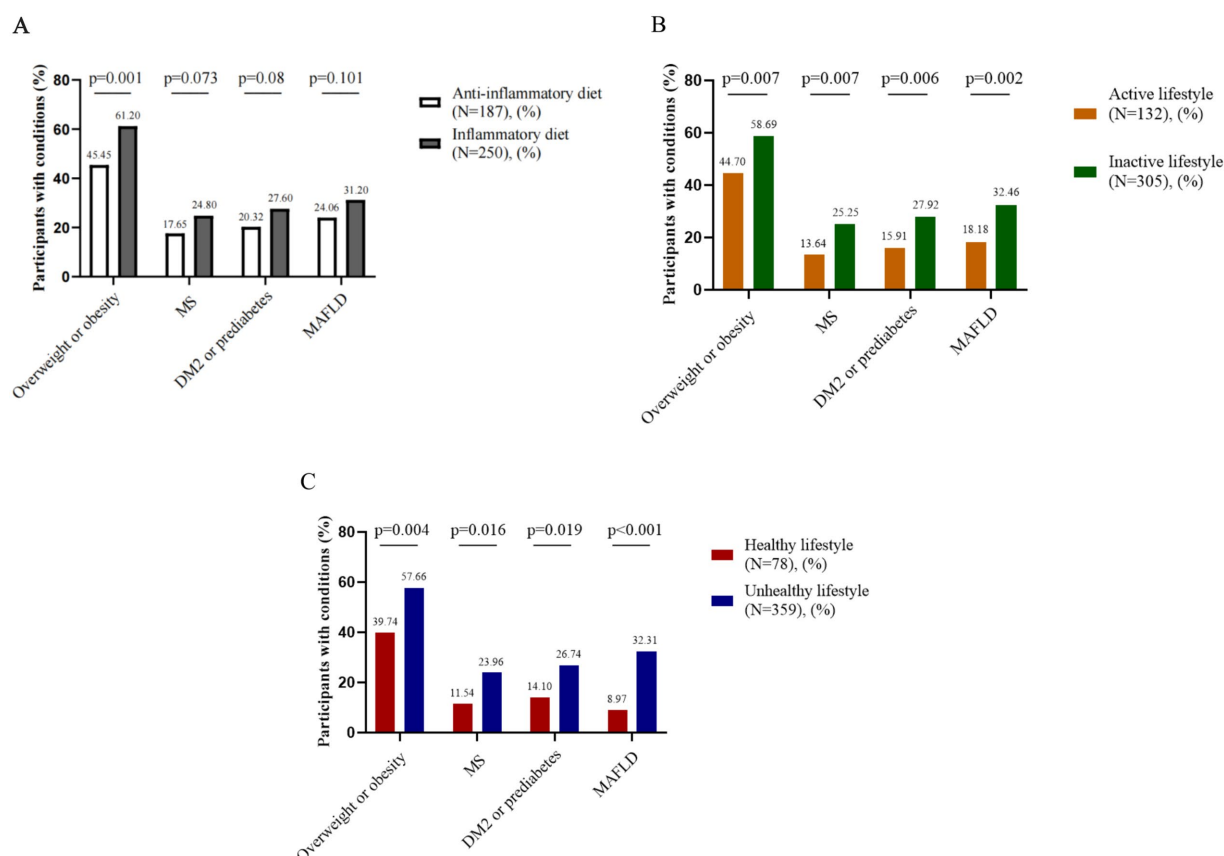 A
p=0.001 p=0.073 p=0.08 p=0.101
Participants with conditions (%)
80
60
40
20
0
45.45 61.20 17.65 24.80 20.32 27.60 24.06 31.20
Overweight or obesity
MS
DM2 or prediabetes
MAFLD
Anti-inflammatory diet
(N=187), (%)
Inflammatory diet
(N=250), (%)
B
p=0.007 p=0.007 p=0.006 p=0.002
Participants with conditions (%)
80
60
40
20
0
44.70 58.69 13.64 25.25 15.91 27.92 18.18 32.46
Overweight or obesity
MS
DM2 or prediabetes
MAFLD
Active lifestyle
(N=132), (%)
Inactive lifestyle
(N=305), (%)
C
p=0.004 p=0.016 p=0.019 p<0.001
Participants with conditions (%)
80
60
40
20
0
39.74 57.66 11.54 23.96 14.10 26.74 8.97 32.31
Overweight or obesity
MS
DM2 or prediabetes
MAFLD
Healthy lifestyle
(N=78), (%)
Unhealthy lifestyle
(N=359), (%)